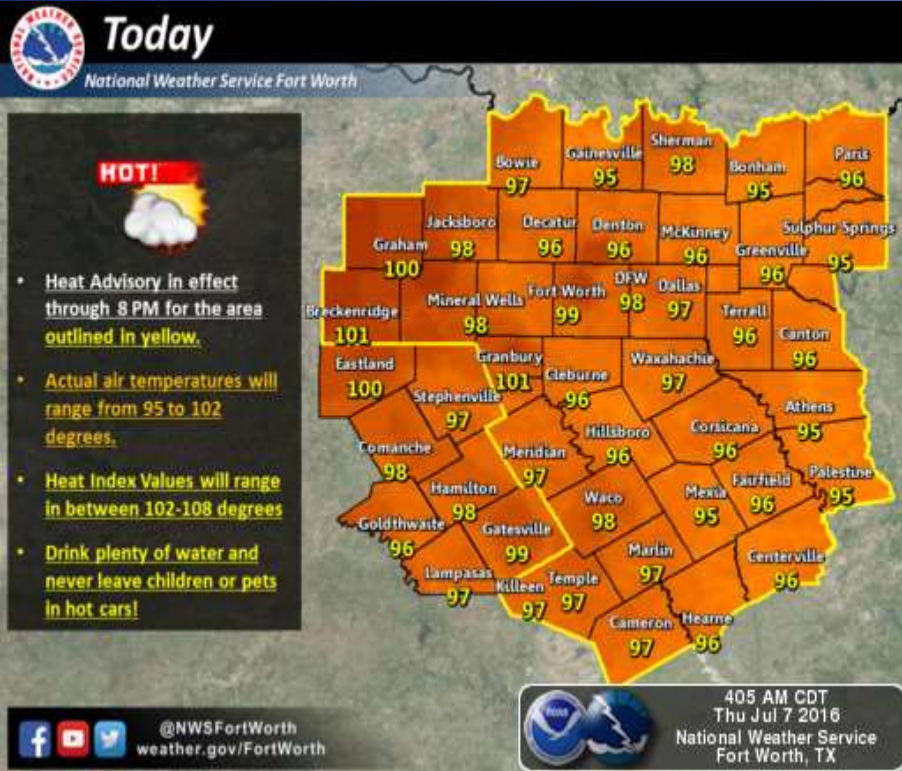 Today
NATIONAL WEATHER SERVICE
National Weather Service Fort Worth
HOT!
• Heat Advisory in effect
through 8 PM for the area
outlined in yellow.
• Actual air temperatures will
range from 95 to 102
degrees.
• Heat Index Values will range
in between 102-108 degrees
• Drink plenty of water and
never leave children or pets
in hot cars!
Bowie
97
Gainesville
95
Sherman
98
Bonham
95
Paris
96
Graham
100
Jacksboro
98
Decatur
96
Denton
96
McKinney
96
Greenville
96
Sulphur Springs
95
Breckenridge
101
Mineral Wells
98
Fort Worth
99
DFW
98
Dallas
97
Terrell
96
Canton
96
Eastland
100
Stephenville
97
Granbury
101
Cleburne
96
Waxahachie
97
Athens
95
Comanche
98
Hamilton
98
Meridian
97
Hillsboro
96
Corsicana
96
Palestine
95
Goldthwaite
96
Gatesville
99
Waco
98
Mexia
95
Fairfield
96
Lampasas
97
Killeen
97
Temple
97
Marlin
97
Centerville
96
Cameron
97
Hearne
96
@NWSFortWorth
weather.gov/FortWorth
405 AM CDT
Thu Jul 7 2016
National Weather Service
Fort Worth, TX